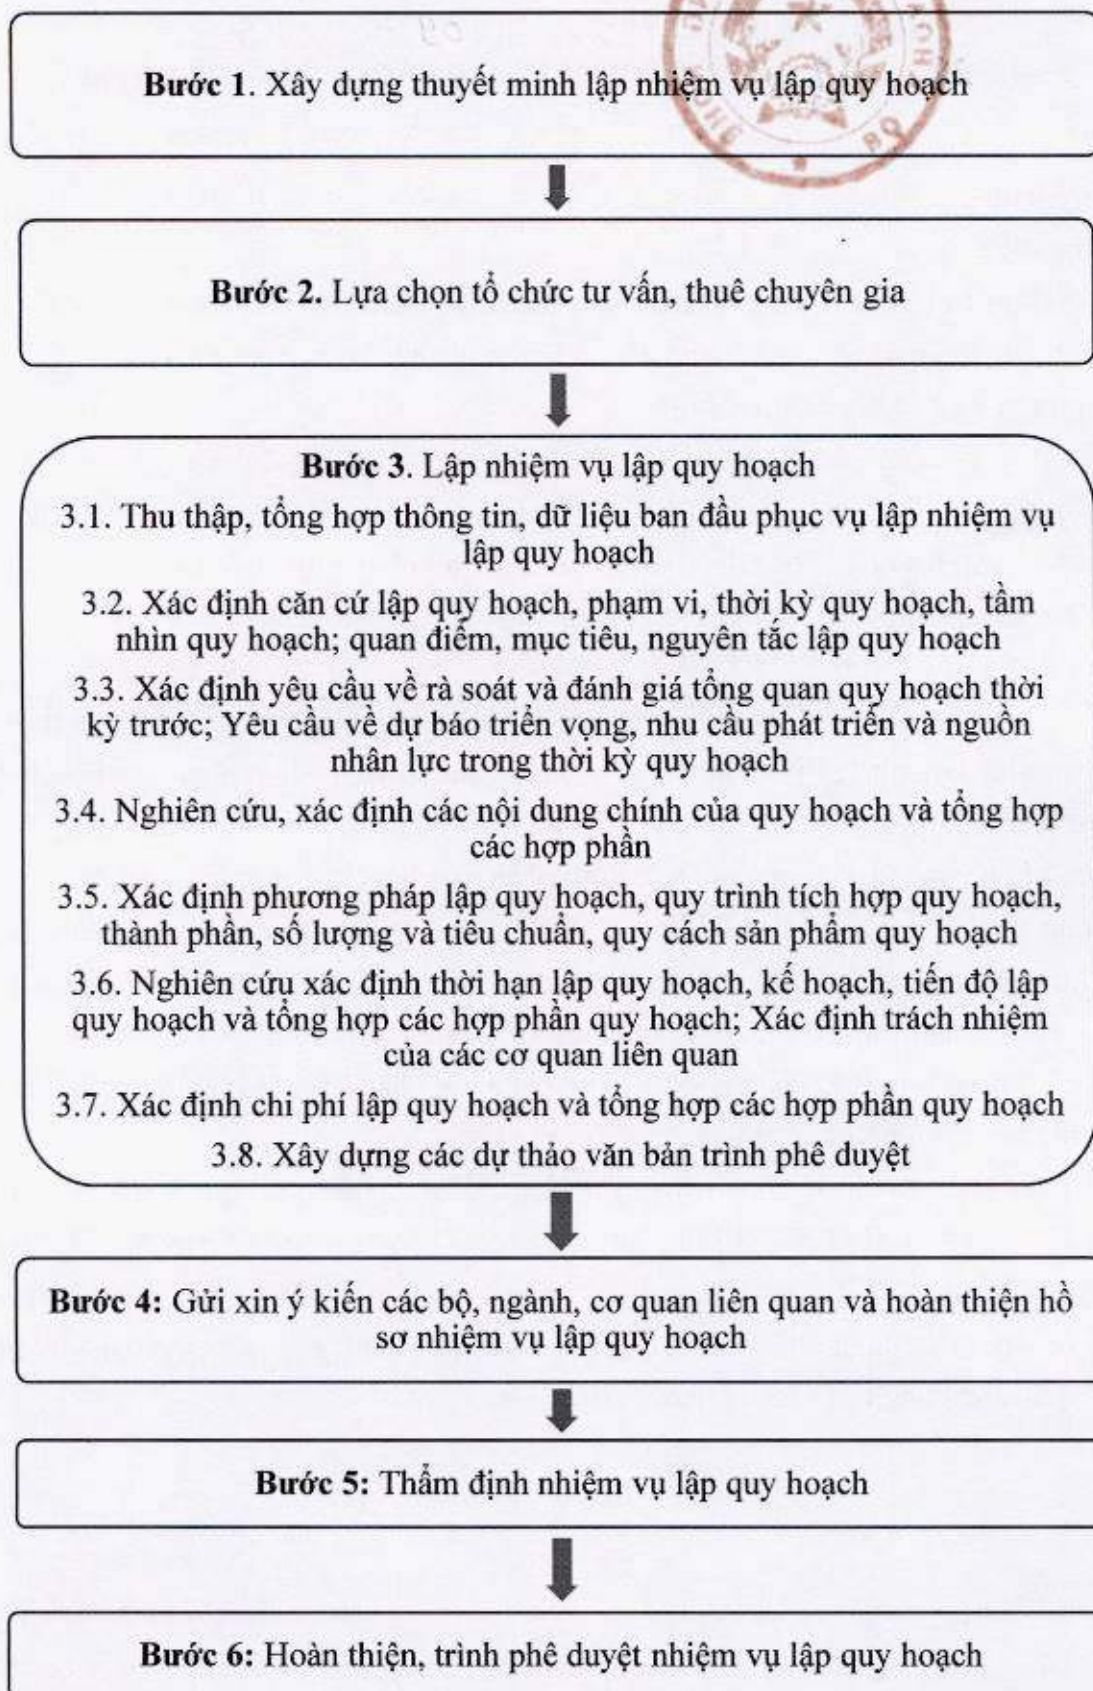 Bước 1. Xây dựng thuyết minh lập nhiệm vụ lập quy hoạch
Bước 2. Lựa chọn tổ chức tư vấn, thuê chuyên gia
Bước 3. Lập nhiệm vụ lập quy hoạch
3.1. Thu thập, tổng hợp thông tin, dữ liệu ban đầu phục vụ lập nhiệm vụ
lập quy hoạch
3.2. Xác định căn cứ lập quy hoạch, phạm vi, thời kỳ quy hoạch, tầm
nhìn quy hoạch; quan điểm, mục tiêu, nguyên tắc lập quy hoạch
3.3. Xác định yêu cầu về rà soát và đánh giá tổng quan quy hoạch thời
kỳ trước; Yêu cầu về dự báo triển vọng, nhu cầu phát triển và nguồn
nhân lực trong thời kỳ quy hoạch
3.4. Nghiên cứu, xác định các nội dung chính của quy hoạch và tổng hợp
các hợp phần
3.5. Xác định phương pháp lập quy hoạch, quy trình tích hợp quy hoạch,
thành phần, số lượng và tiêu chuẩn, quy cách sản phẩm quy hoạch
3.6. Nghiên cứu xác định thời hạn lập quy hoạch, kế hoạch, tiến độ lập
quy hoạch và tổng hợp các hợp phần quy hoạch; Xác định trách nhiệm
của các cơ quan liên quan
3.7. Xác định chi phí lập quy hoạch và tổng hợp các hợp phần quy hoạch
3.8. Xây dựng các dự thảo văn bản trình phê duyệt
Bước 4: Gửi xin ý kiến các bộ, ngành, cơ quan liên quan và hoàn thiện hồ
sơ nhiệm vụ lập quy hoạch
Bước 5: Thẩm định nhiệm vụ lập quy hoạch
Bước 6: Hoàn thiện, trình phê duyệt nhiệm vụ lập quy hoạch